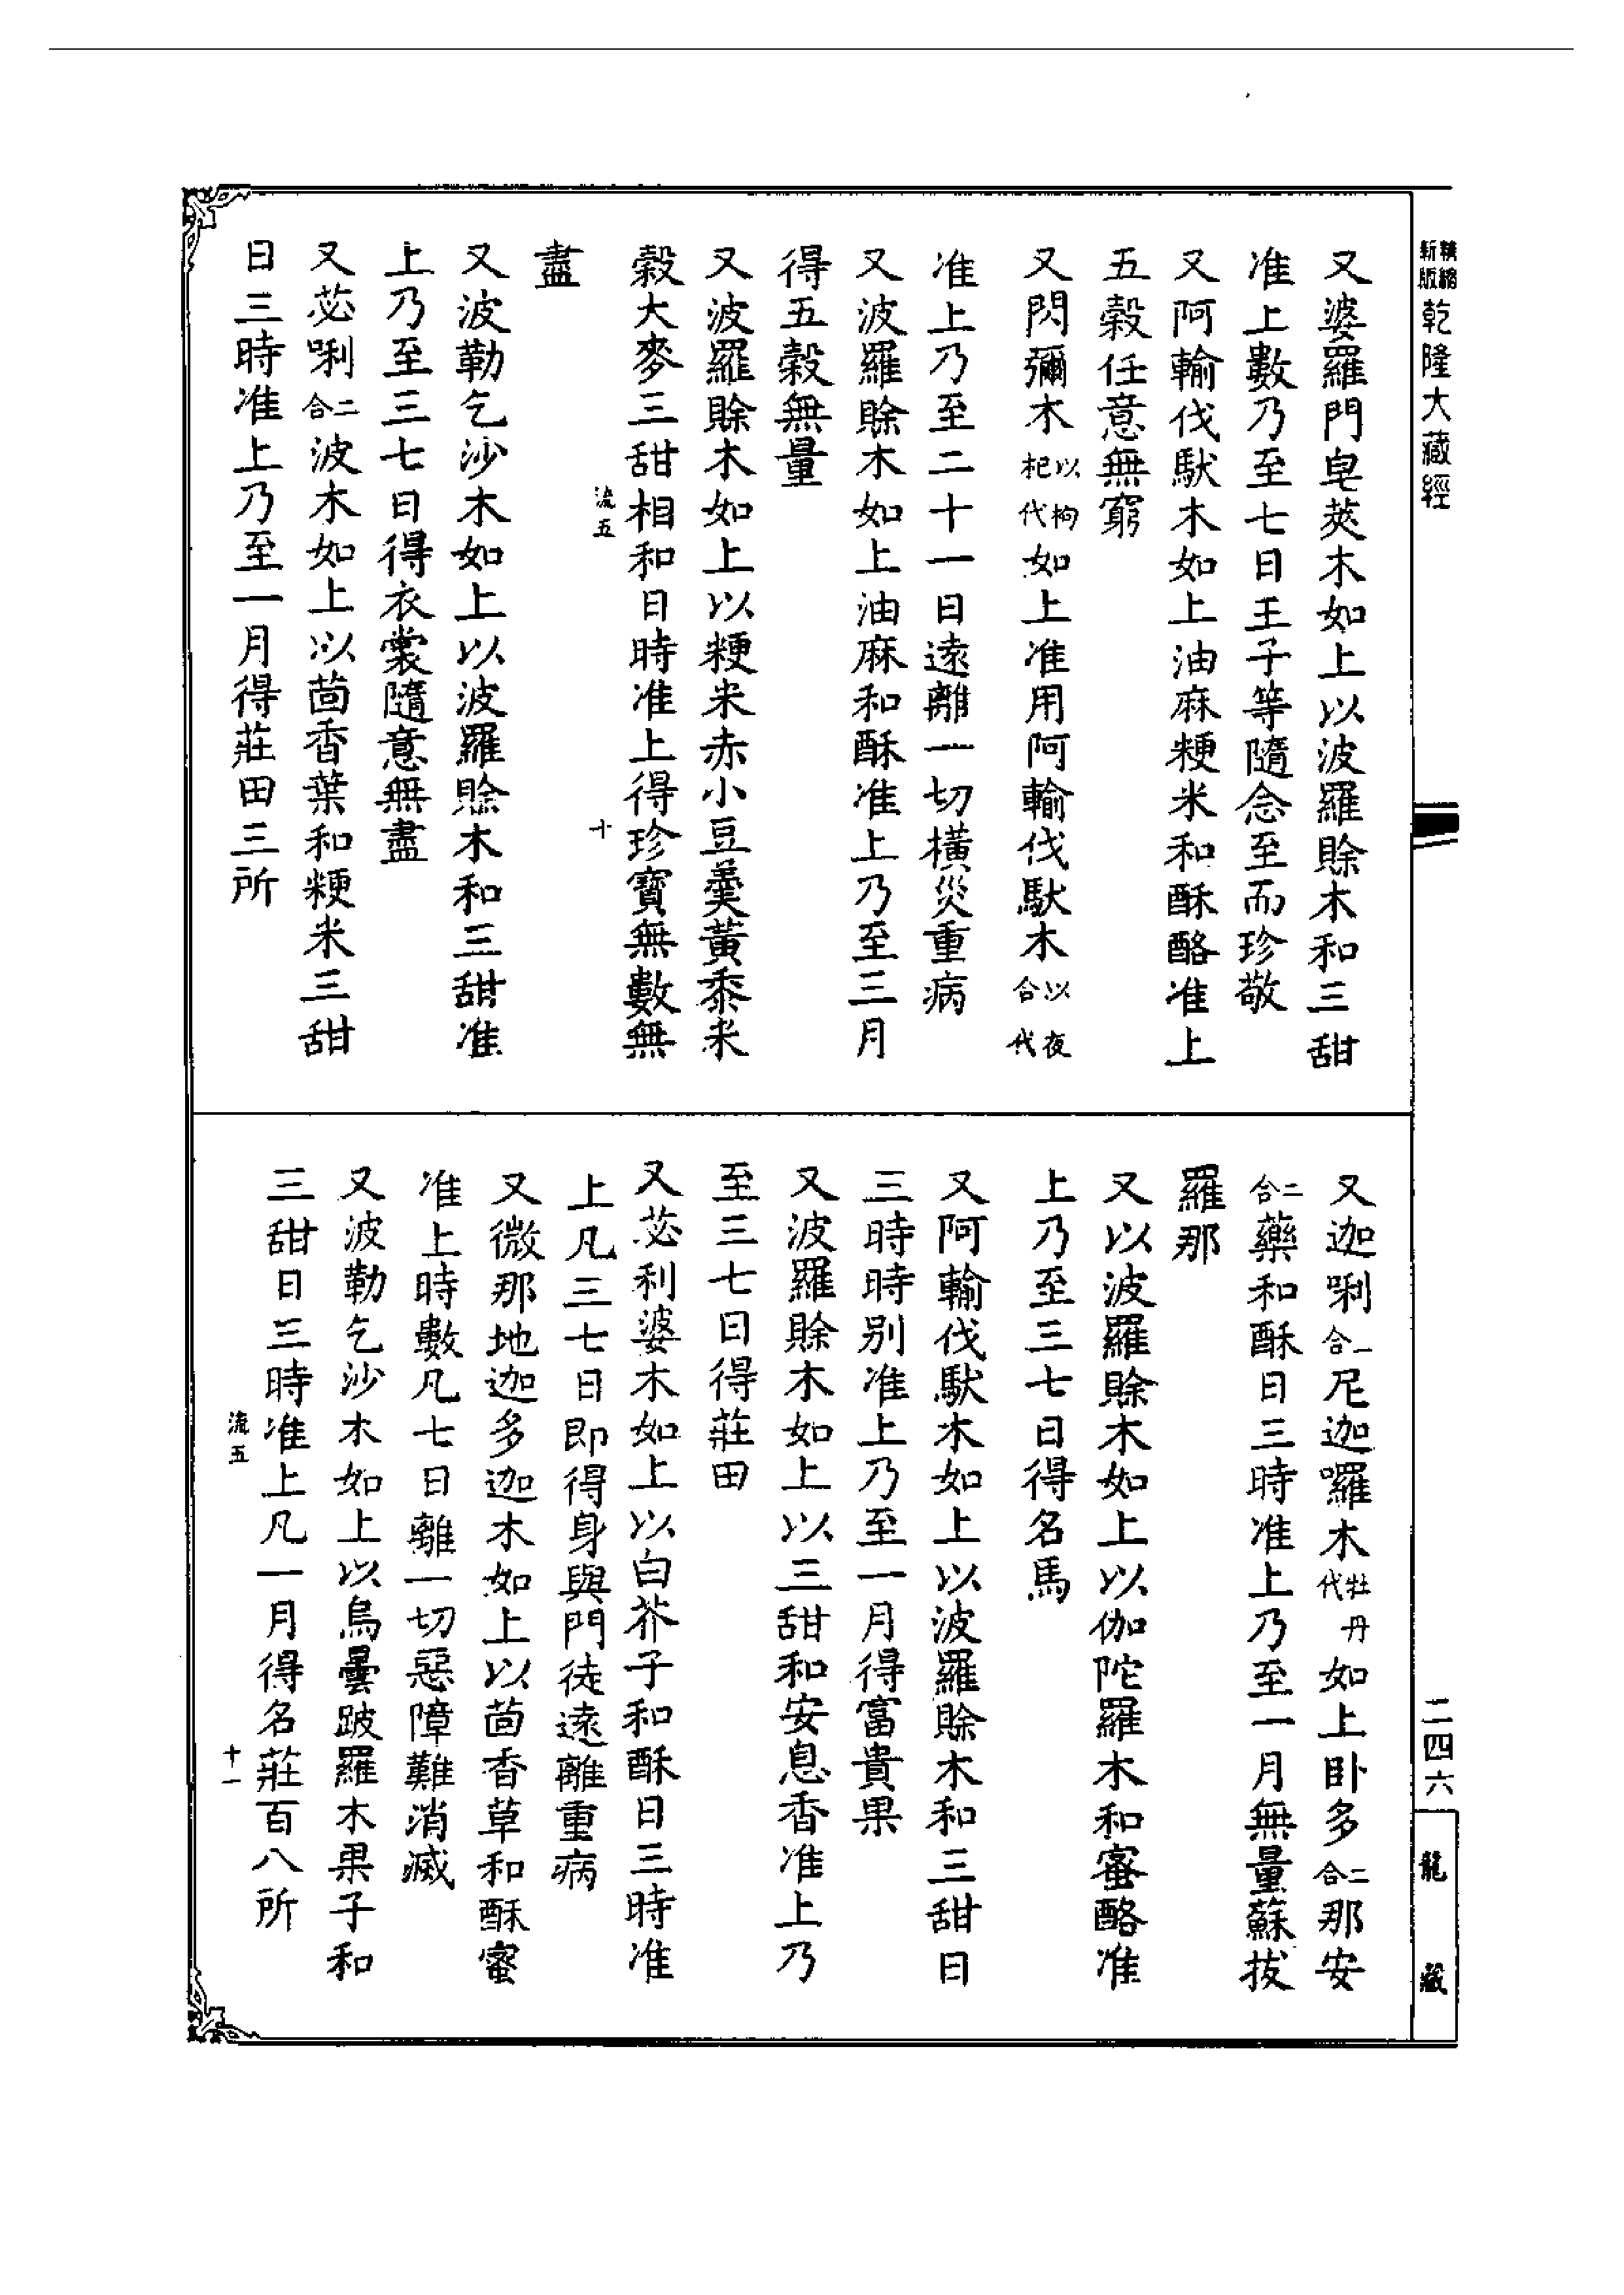 精縮新版乾隆大藏經
又婆羅門皂莢木如上以波羅賒木和三甜
准上數乃至七日王子等隨念至而珍敬
又阿輸伐馱木如上油麻粳米和酥酪准上
五穀任意無窮
又閃彌木以枸杞代如上准用阿輸伐馱木以夜合代
准上乃至二十一日遠離一切橫災重病
又波羅賒木如上油麻和酥准上乃至三月
得五穀無量
又波羅賒木如上以粳米赤小豆羹黃黍米
穀大麥三甜相和日時准上得珍寶無數無
流五 十
盡
又波勒乞沙木如上以波羅賒木和三甜准
上乃至三七日得衣裳隨意無盡
又苾唎二合波木如上以茴香葉和粳米三甜
日三時准上乃至一月得莊田三所
又迦唎一合尼迦囉木牡丹代如上卧多二合那安
二合藥和酥日三時准上乃至一月無量蘇拔
羅那
又以波羅賒木如上以伽陀羅木和蜜酪准
上乃至三七日得名馬
又阿輸伐馱木如上以波羅賒木和三甜日
三時時別准上乃至一月得富貴果
又波羅賒木如上以三甜和安息香准上乃
至三七日得莊田
又苾利婆木如上以白芥子和酥日三時准
上凡三七日即得身與門徒遠離重病
又微那地迦多迦木如上以茴香草和酥蜜
准上時數凡七日離一切惡障難消滅
又波勒乞沙木如上以烏曇跛羅木果子和
三甜日三時准上凡一月得名莊百八所
流五 十一
二四六
龍藏